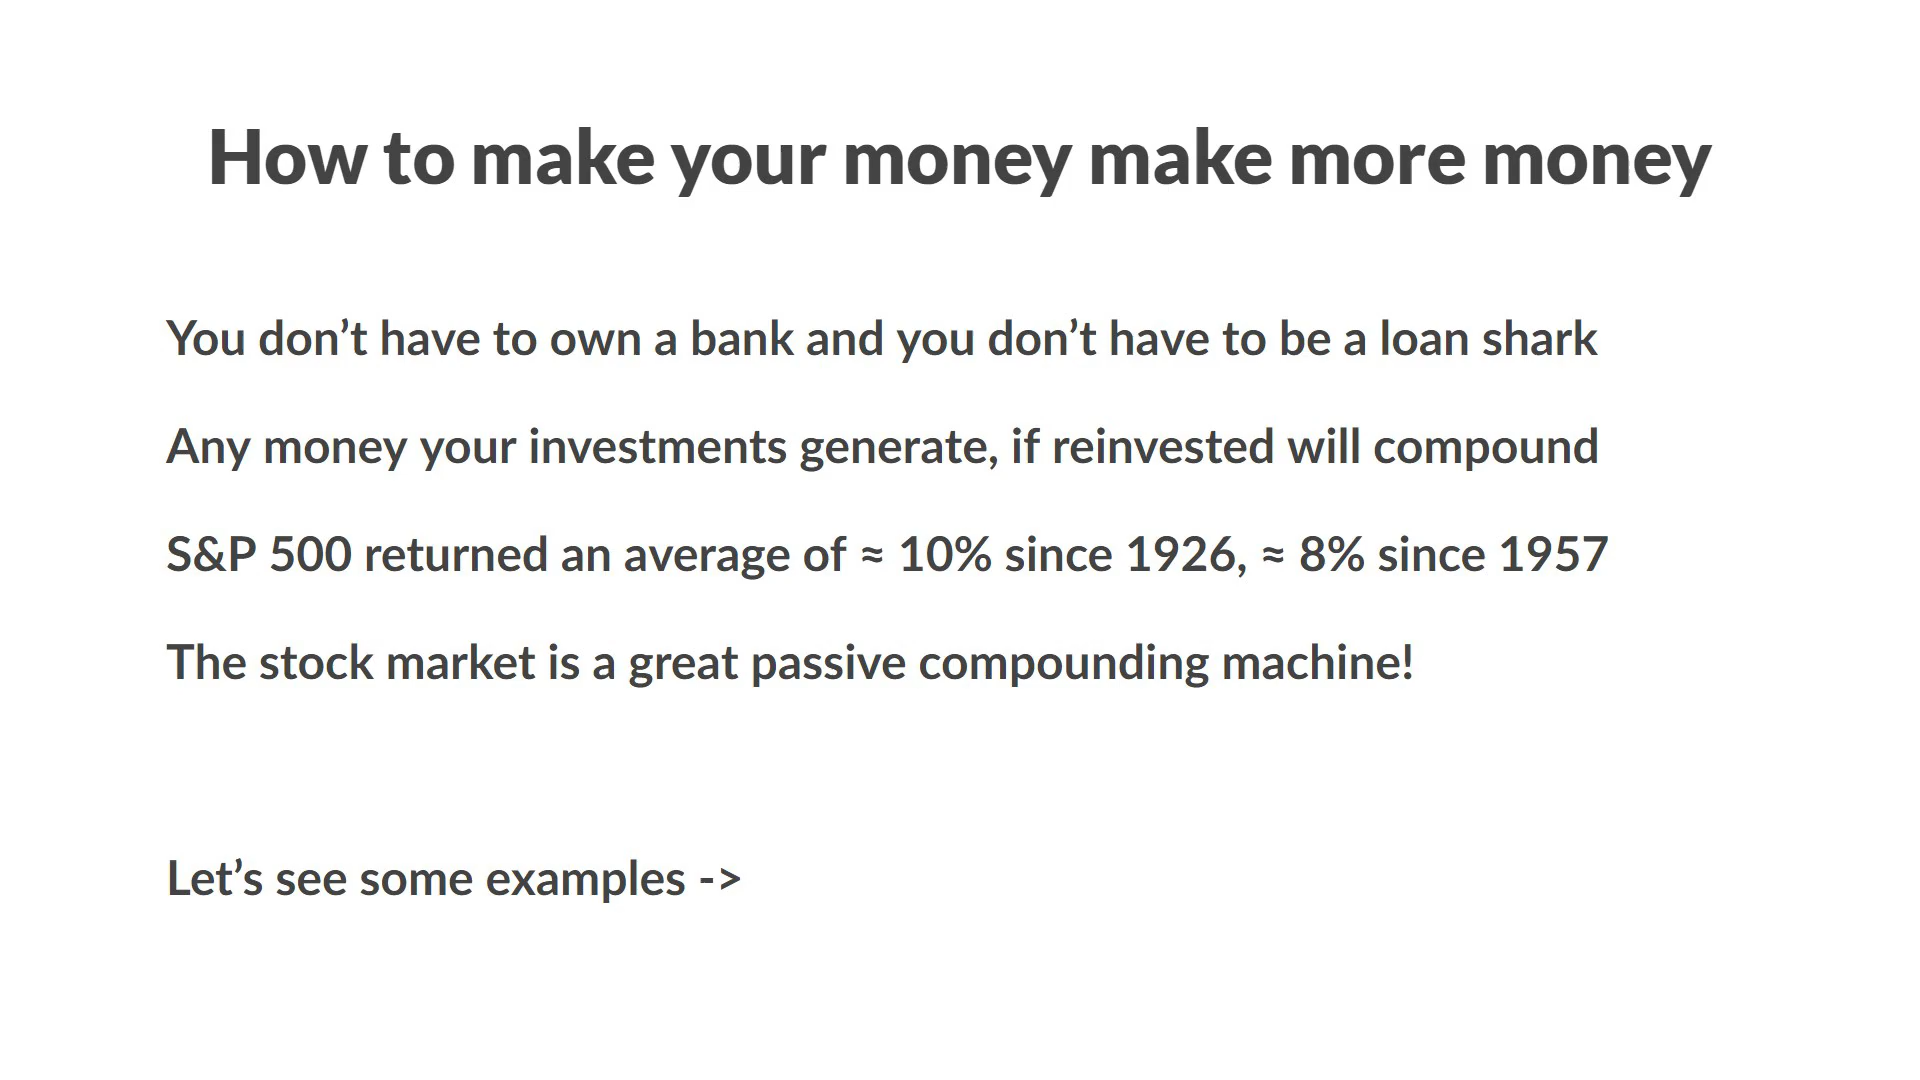 How to make your money make more money
You don’t have to own a bank and you don’t have to be a loan shark
Any money your investments generate, if reinvested will compound
S&P 500 returned an average of ≈ 10% since 1926, ≈ 8% since 1957
The stock market is a great passive compounding machine!
Let’s see some examples ->